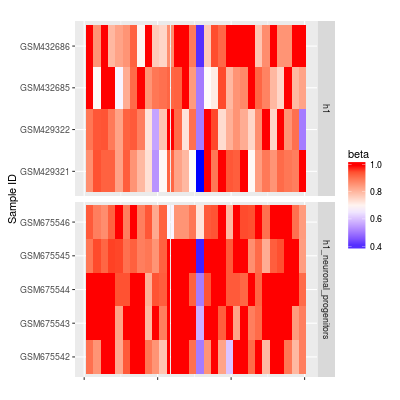 GSM432686
GSM432685
GSM429322
GSM429321
h1
GSM675546
GSM675545
GSM675544
GSM675543
GSM675542
h1_neuronal_progenitors
Sample ID
beta
1.0
0.8
0.6
0.4